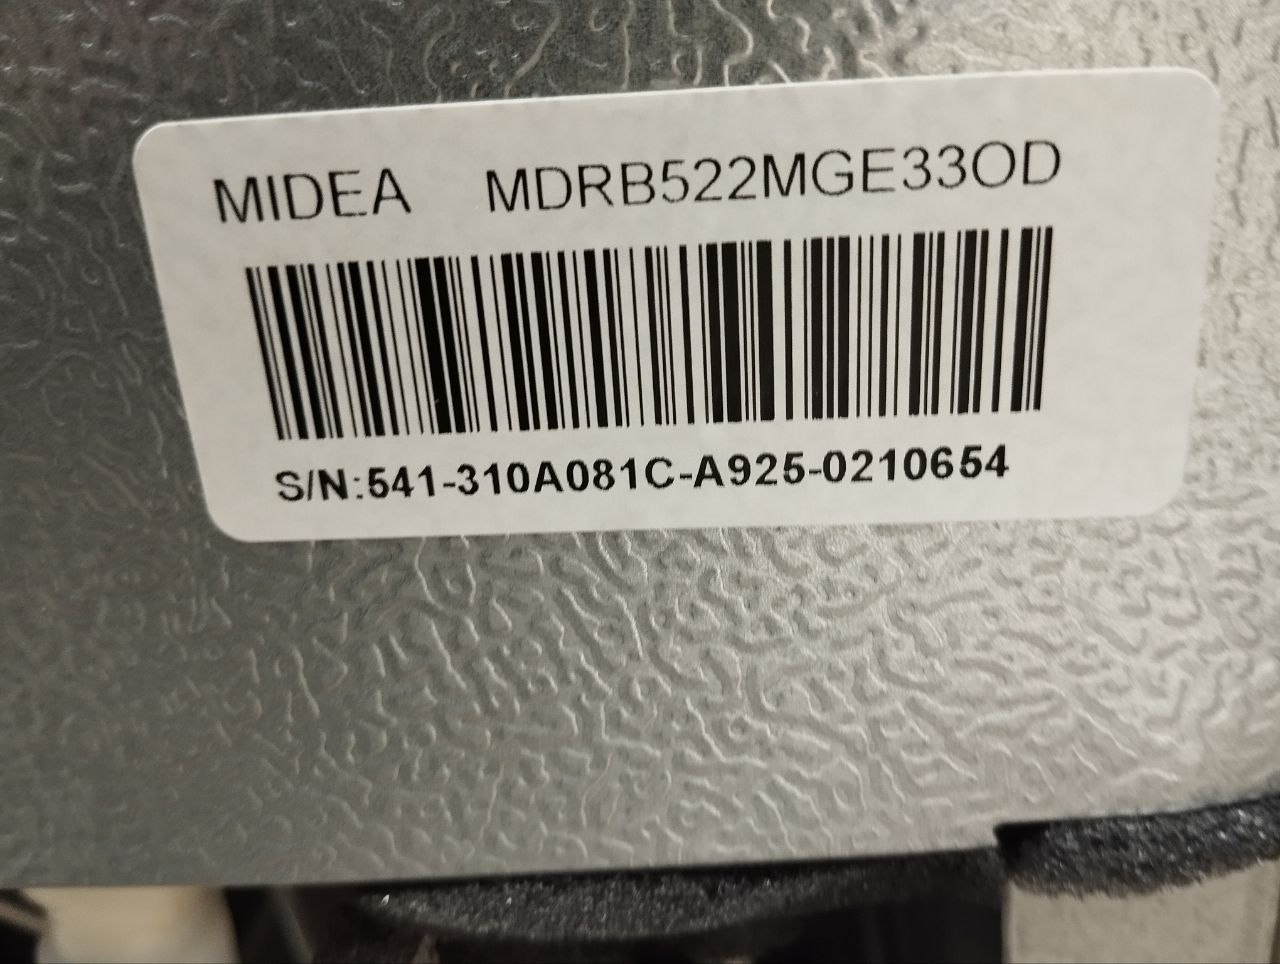 MIDEA MDRB522MGE33OD
S/N:541-310A081C-A925-0210654